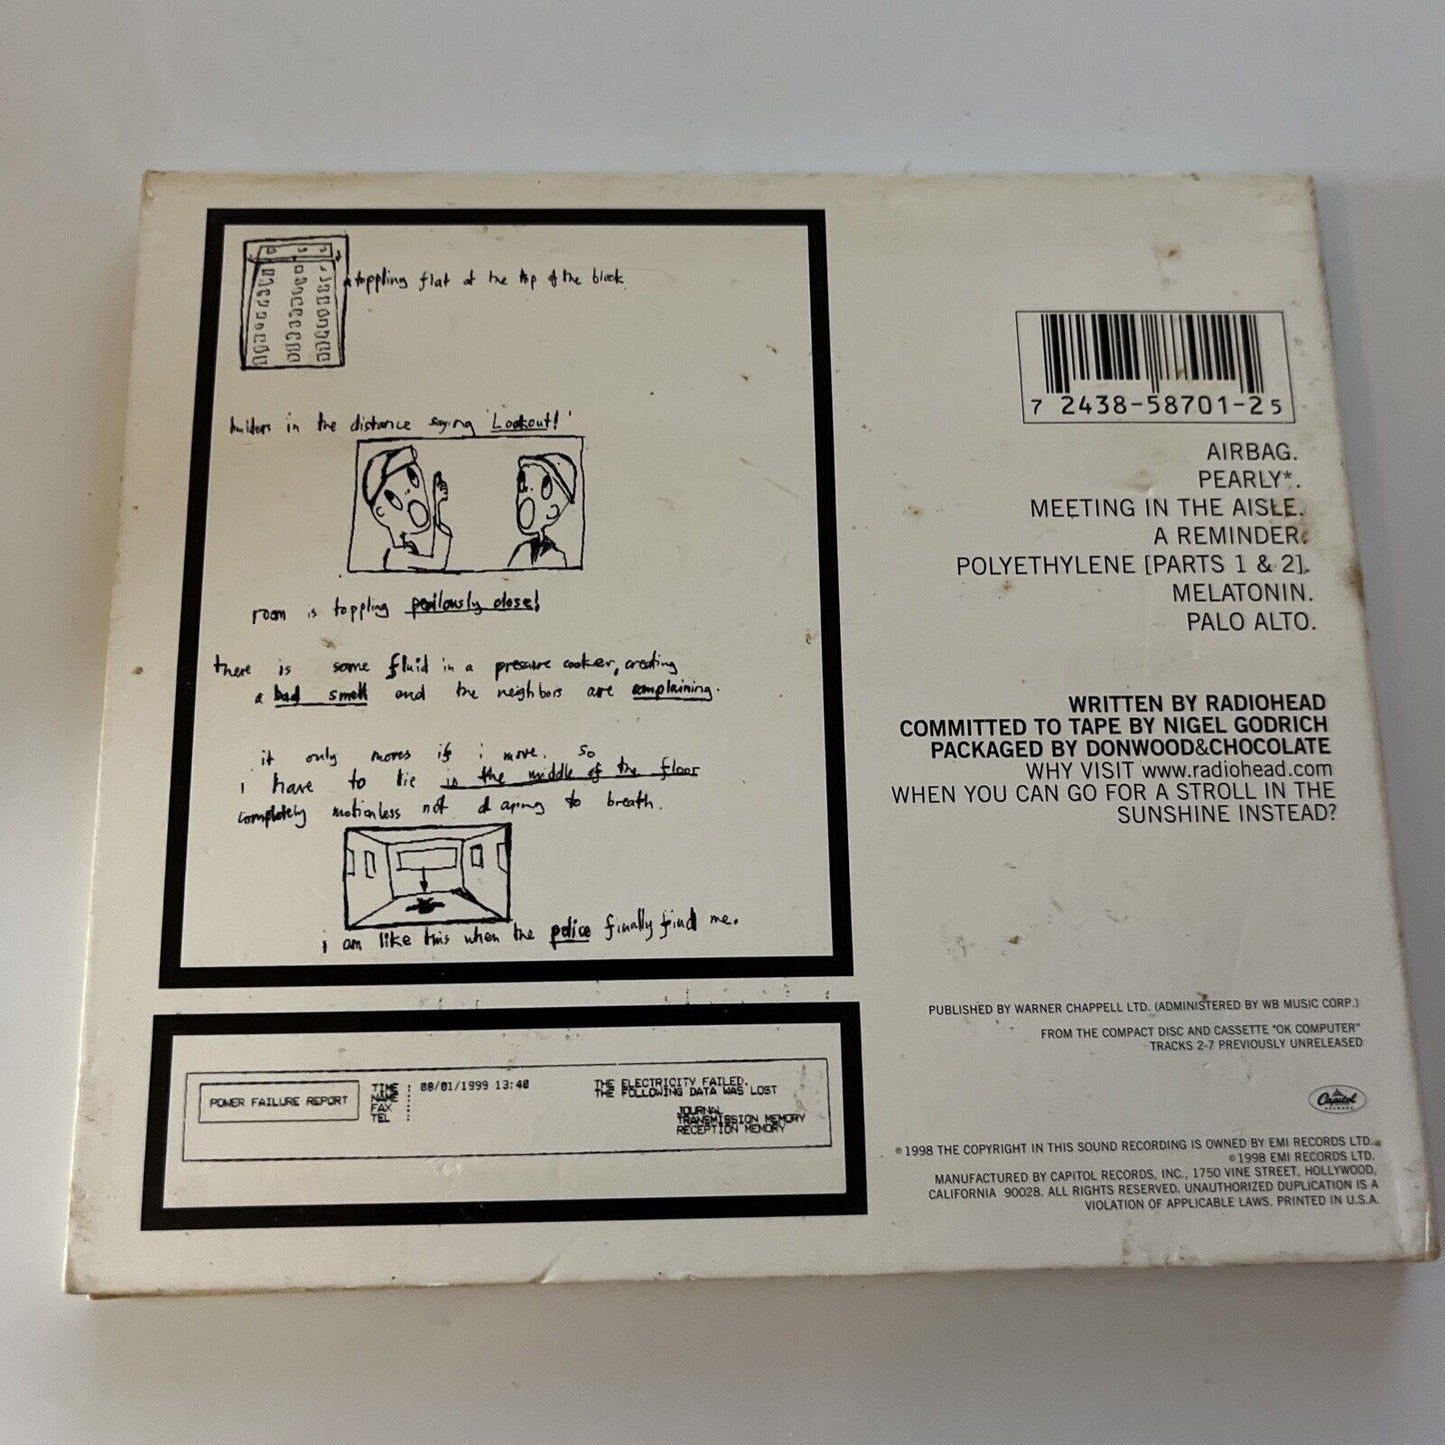 a toppling flat at the top of the block
builders in the distance saying 'Lookout!'
room is toppling perilously close!
there is some fluid in a pressure cooker, creating
a bad smell and the neighbors are complaining.
it only moves if i move. so
i have to lie in the middle of the floor
completely motionless not daring to breath.
i am like this when the police finally find me.
POWER FAILURE REPORT
TIME : 08/01/1999 13:40
NAME :
FAX :
TEL :
THE ELECTRICITY FAILED.
THE FOLLOWING DATA WAS LOST
JOURNAL
TRANSMISSION MEMORY
RECEPTION MEMORY
7 2438-58701-2 5
AIRBAG.
PEARLY*.
MEETING IN THE AISLE.
A REMINDER.
POLYETHYLENE [PARTS 1 & 2].
MELATONIN.
PALO ALTO.
WRITTEN BY RADIOHEAD
COMMITTED TO TAPE BY NIGEL GODRICH
PACKAGED BY DONWOOD&CHOCOLATE
WHY VISIT www.radiohead.com
WHEN YOU CAN GO FOR A STROLL IN THE
SUNSHINE INSTEAD?
PUBLISHED BY WARNER CHAPPELL LTD. (ADMINISTERED BY WB MUSIC CORP.)
FROM THE COMPACT DISC AND CASSETTE "OK COMPUTER"
TRACKS 2-7 PREVIOUSLY UNRELEASED
Capitol
RECORDS
℗1998 THE COPYRIGHT IN THIS SOUND RECORDING IS OWNED BY EMI RECORDS LTD.
©1998 EMI RECORDS LTD.
MANUFACTURED BY CAPITOL RECORDS, INC., 1750 VINE STREET, HOLLYWOOD,
CALIFORNIA 90028. ALL RIGHTS RESERVED. UNAUTHORIZED DUPLICATION IS A
VIOLATION OF APPLICABLE LAWS. PRINTED IN U.S.A.